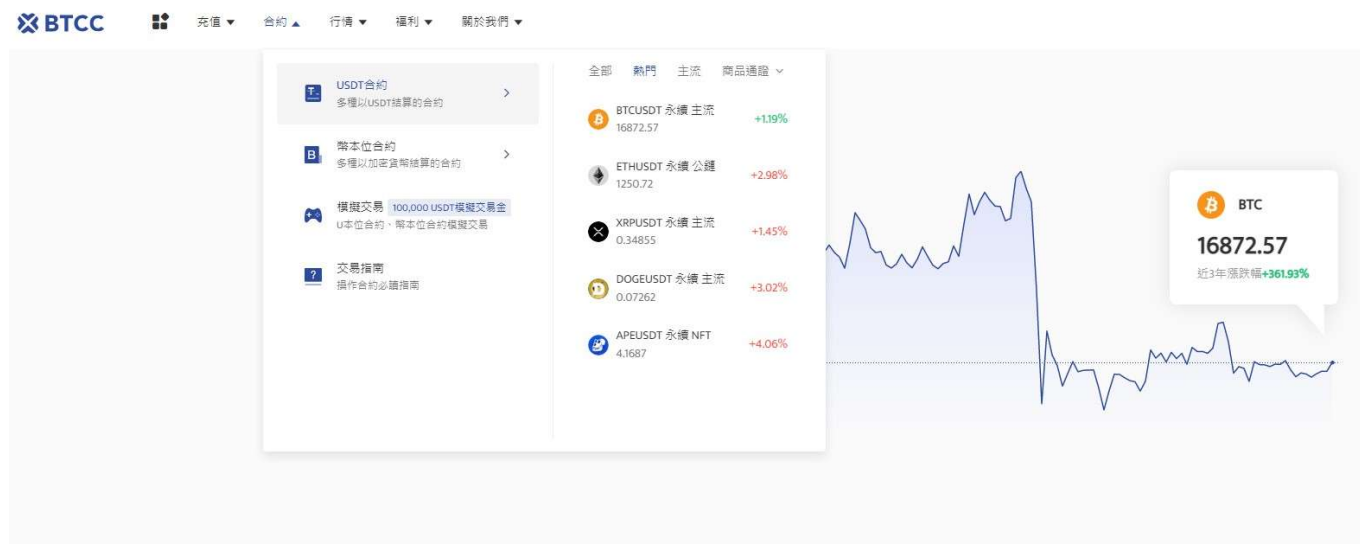 BTCC
充值
合約
行情
福利
關於我們
USDT合約
多種以USDT結算的合約
幣本位合約
多種以加密貨幣結算的合約
模擬交易 100,000 USDT模擬交易金
U本位合約、幣本位合約模擬交易
交易指南
操作合約必讀指南
全部 熱門 主流 商品通證
BTCUSDT 永續 主流
16872.57
+1.19%
ETHUSDT 永續 公鏈
1250.72
+2.98%
XRPUSDT 永續 主流
0.34855
+1.45%
DOGEUSDT 永續 主流
0.07262
+3.02%
APEUSDT 永續 NFT
4.1687
+4.06%
BTC
16872.57
近3年漲跌幅+361.93%